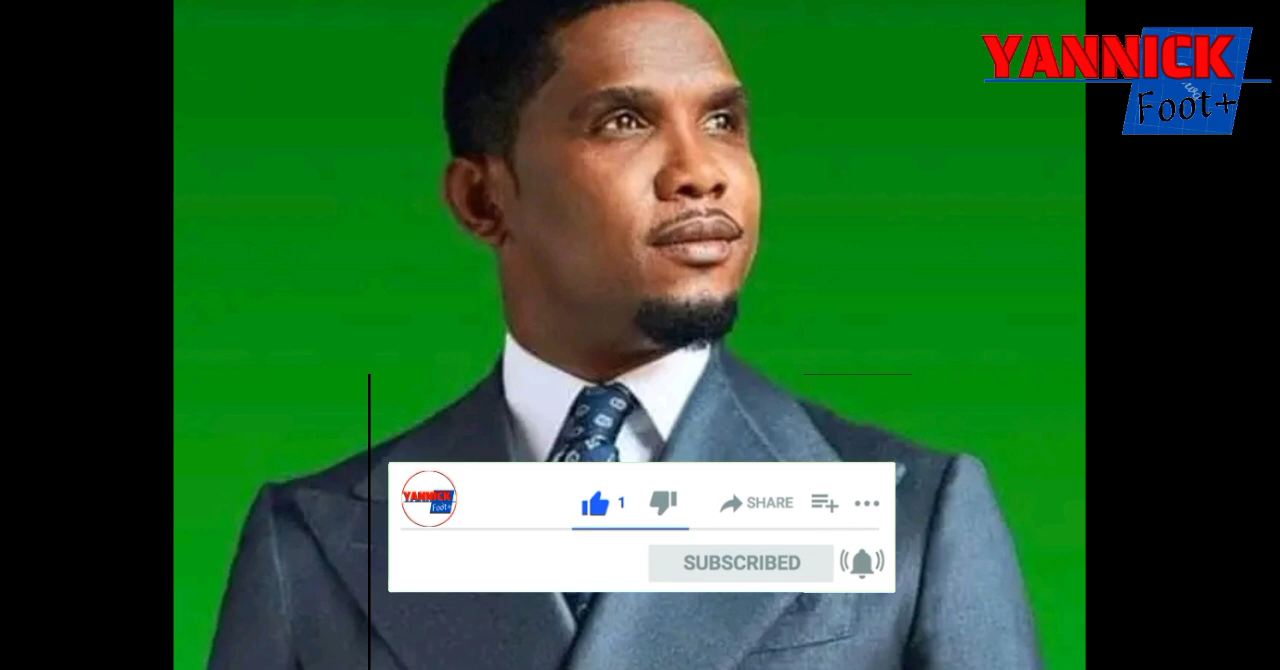 YANNICK
Foot+
YANNICK
Foot+
1
SHARE
SUBSCRIBED